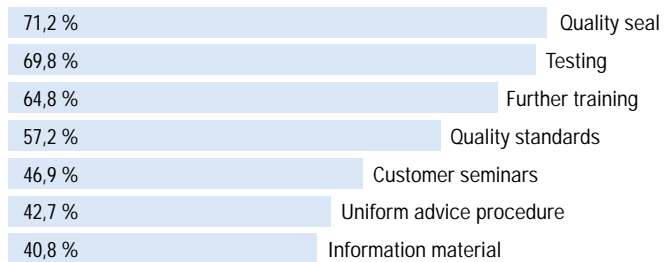 71,2 % Quality seal
69,8 % Testing
64,8 % Further training
57,2 % Quality standards
46,9 % Customer seminars
42,7 % Uniform advice procedure
40,8 % Information material